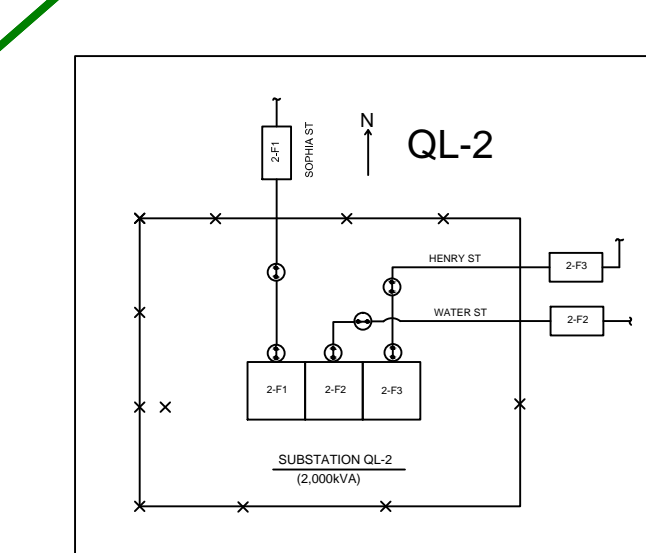 2-F1
SOPHIA ST
N
QL-2
HENRY ST
2-F3
WATER ST
2-F2
2-F1
2-F2
2-F3
SUBSTATION QL-2
(2,000kVA)